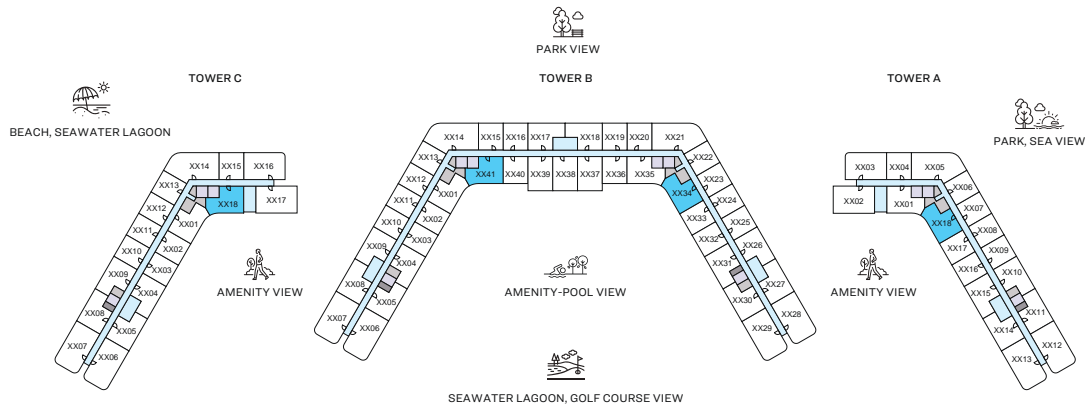 PARK VIEW
TOWER C
TOWER B
TOWER A
BEACH, SEAWATER LAGOON
PARK, SEA VIEW
XX14
XX15
XX16
XX13
XX12
XX11
XX10
XX09
XX08
XX07
XX06
XX05
XX04
XX03
XX02
XX01
XX18
XX17
AMENITY VIEW
XX14
XX15
XX16
XX17
XX18
XX19
XX20
XX21
XX13
XX12
XX11
XX10
XX09
XX08
XX07
XX06
XX05
XX04
XX03
XX02
XX01
XX41
XX40
XX39
XX38
XX37
XX36
XX35
XX34
XX22
XX23
XX24
XX25
XX26
XX27
XX28
XX29
XX30
XX31
XX32
XX33
AMENITY-POOL VIEW
XX03
XX04
XX05
XX02
XX01
XX06
XX07
XX08
XX09
XX10
XX11
XX12
XX13
XX14
XX15
XX16
XX17
XX18
AMENITY VIEW
SEAWATER LAGOON, GOLF COURSE VIEW